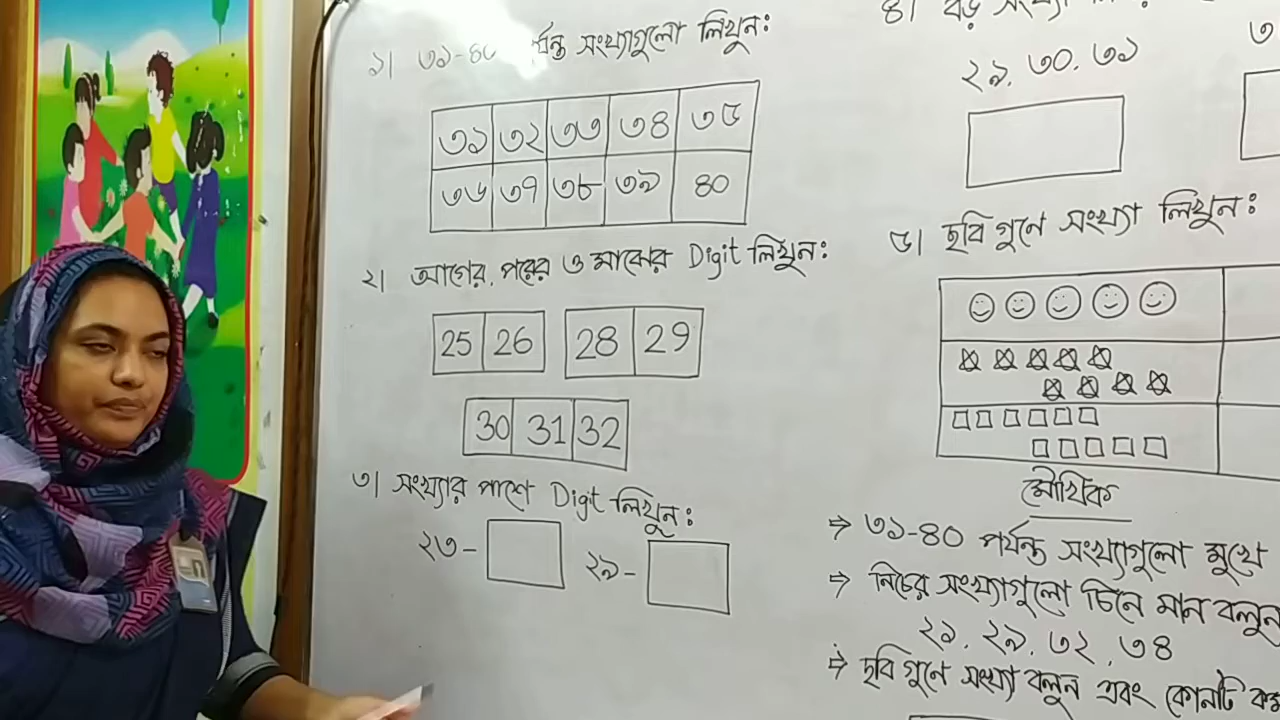 ১। ৩১-৪০ পর্যন্ত সংখ্যাগুলো লিখুন:
৩১ ৩২ ৩৩ ৩৪ ৩৫
৩৬ ৩৭ ৩৮ ৩৯ ৪০
২। আগের, পরের ও মাঝের Digit লিখুন:
25 26 28 29
30 31 32
৩। সংখ্যার পাশে Digit লিখুন:
২৩- ২৯-
৪। বড় সংখ্যা
২৯, ৩০, ৩১
৫। ছবি গুণে সংখ্যা লিখুন:
মৌখিক
⇒ ৩১-৪০ পর্যন্ত সংখ্যাগুলো মুখে
⇒ নিচের সংখ্যাগুলো চিনে মান বলুন
২১, ২৯, ৩২, ৩৪
⇒ ছবি গুণে সংখ্যা বলুন এবং কোনটি কম